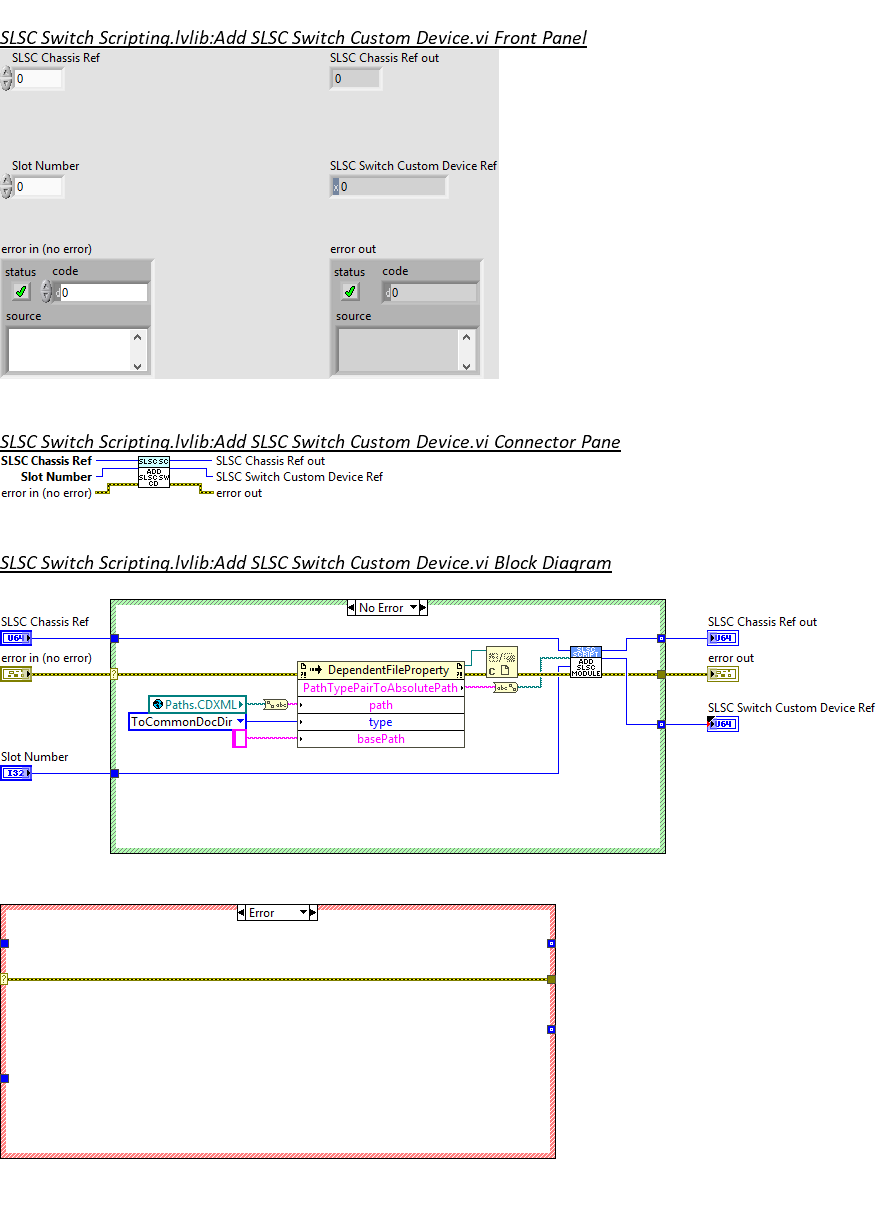 SLSC Switch Scripting.lvlib:Add SLSC Switch Custom Device.vi Front Panel
SLSC Chassis Ref
SLSC Chassis Ref out
0
0
Slot Number
SLSC Switch Custom Device Ref
0
x 0
error in (no error)
error out
status code
status code
d 0
d 0
source
source
SLSC Switch Scripting.lvlib:Add SLSC Switch Custom Device.vi Connector Pane
SLSC Chassis Ref
SLSC SC
SLSC Chassis Ref out
Slot Number
ADD
SLSC SW
CD
SLSC Switch Custom Device Ref
error in (no error)
error out
SLSC Switch Scripting.lvlib:Add SLSC Switch Custom Device.vi Block Diagram
No Error
SLSC Chassis Ref
U64
SLSC Chassis Ref out
U64
error in (no error)
error out
?
DependentFileProperty
PathTypePairToAbsolutePath
abc
SLSC
SCRIPT
ADD
SLSC
MODULE
Paths.CDXML
abc
path
ToCommonDocDir
type
basePath
SLSC Switch Custom Device Ref
U64
Slot Number
I32
Error
?